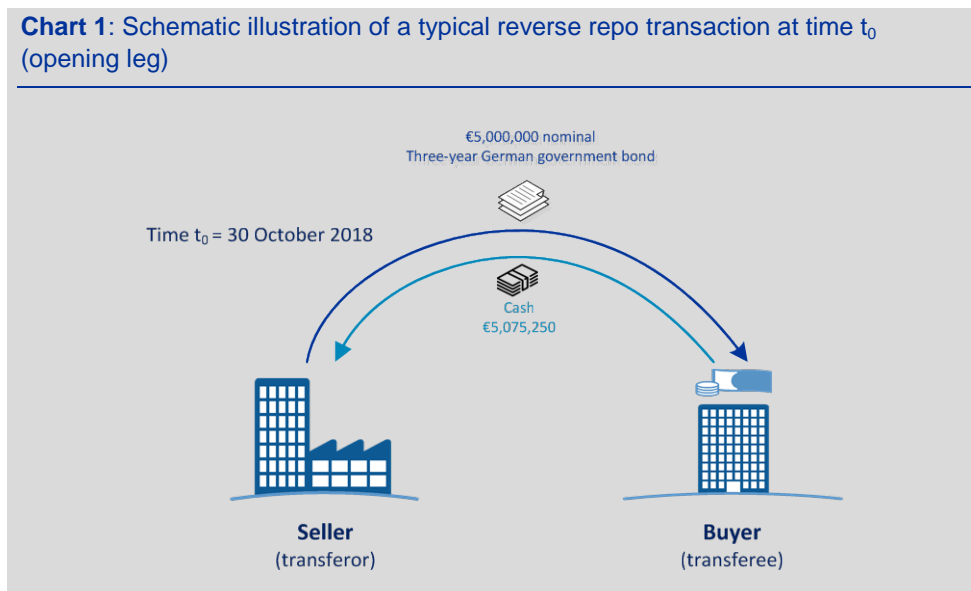 Chart 1: Schematic illustration of a typical reverse repo transaction at time t₀
(opening leg)
€5,000,000 nominal
Three-year German government bond
Time t₀ = 30 October 2018
Cash
€5,075,250
Seller
(transferor)
Buyer
(transferee)